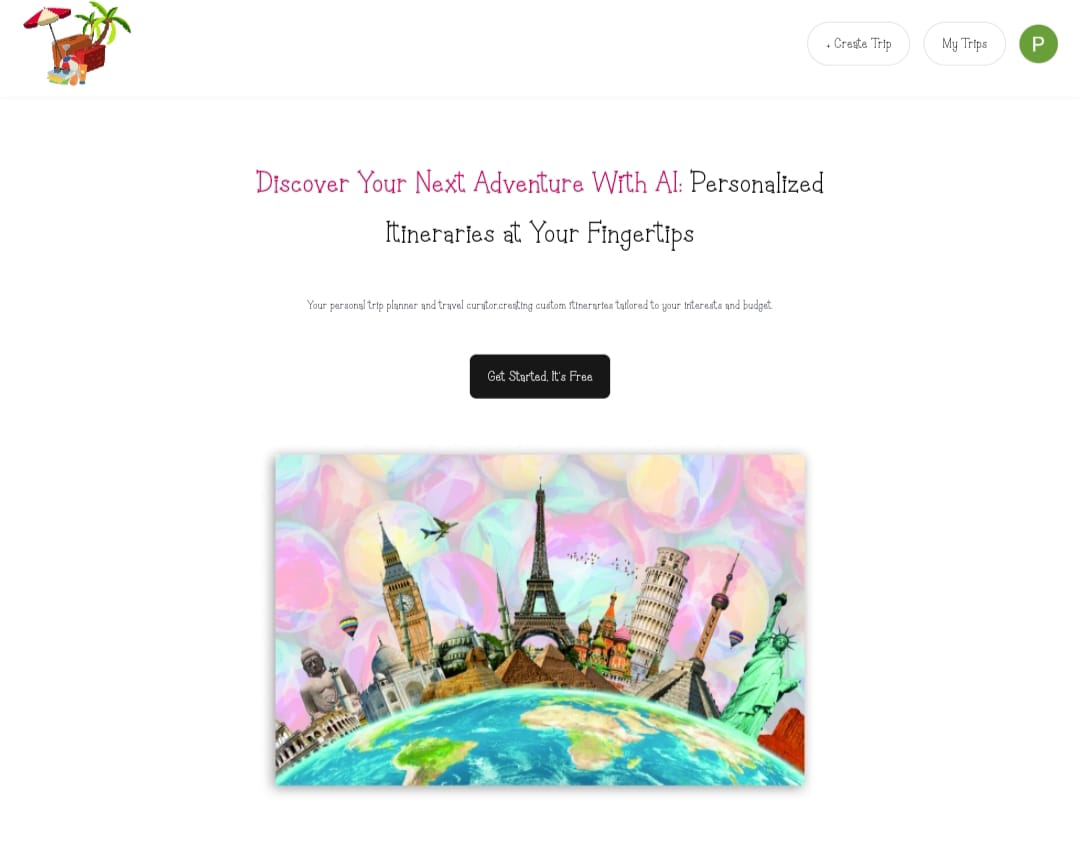 + Create Trip
My Trips
P
Discover Your Next Adventure With AI: Personalized
Itineraries at Your Fingertips
Your personal trip planner and travel curator,creating custom itineraries tailored to your interests and budget.
Get Started, It's Free